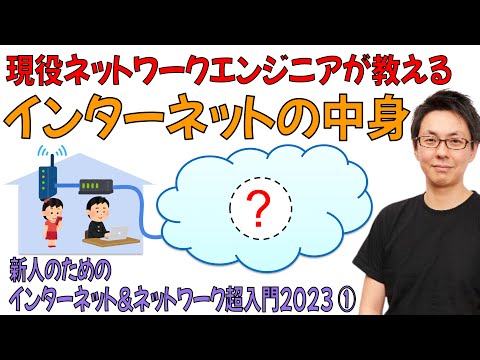 現役ネットワークエンジニアが教える
インターネットの中身
?
新人のための
インターネット&ネットワーク超入門2023①